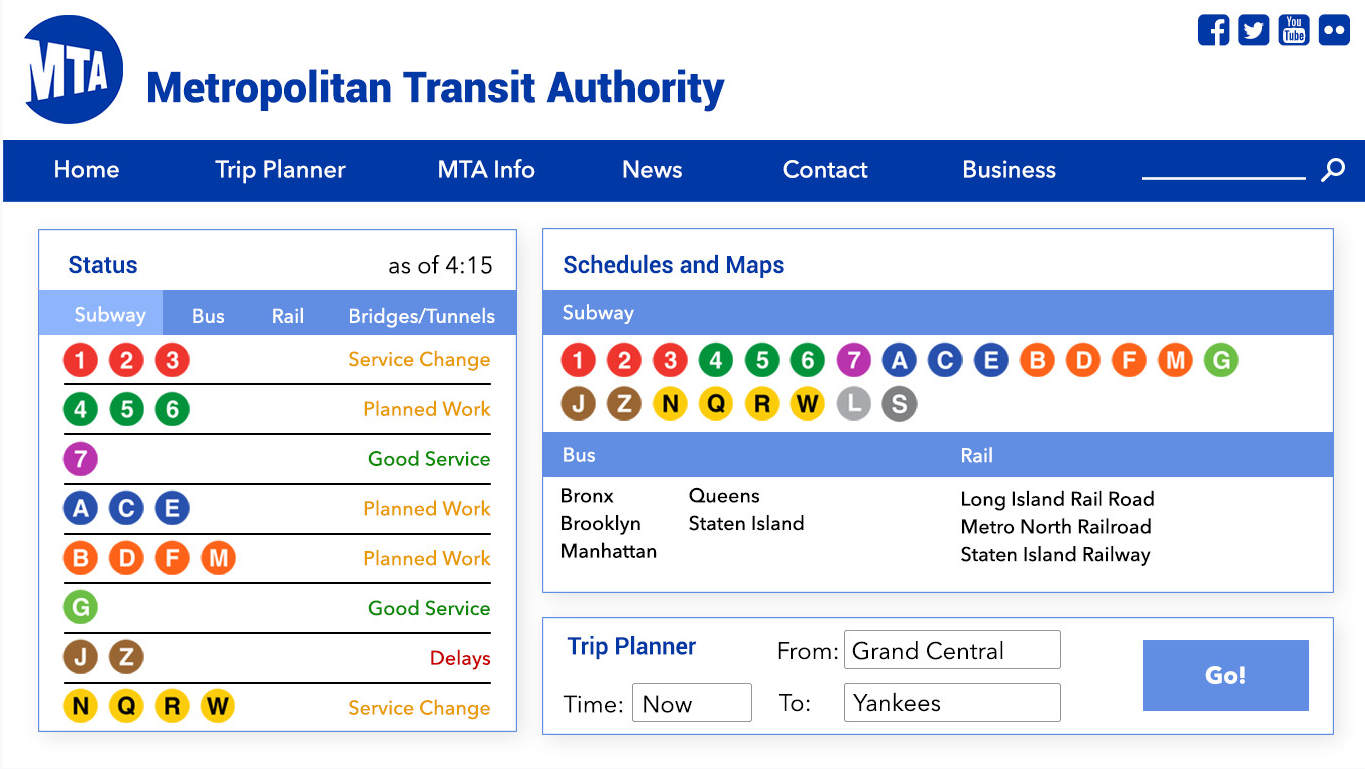 MTA
Metropolitan Transit Authority
You
Tube
Home Trip Planner MTA Info News Contact Business
Status as of 4:15
Subway Bus Rail Bridges/Tunnels
1 2 3 Service Change
4 5 6 Planned Work
7 Good Service
A C E Planned Work
B D F M Planned Work
G Good Service
J Z Delays
N Q R W Service Change
Schedules and Maps
Subway
1 2 3 4 5 6 7 A C E B D F M G
J Z N Q R W L S
Bus
Bronx Queens
Brooklyn Staten Island
Manhattan
Rail
Long Island Rail Road
Metro North Railroad
Staten Island Railway
Trip Planner
From: Grand Central
Time: Now
To: Yankees
Go!